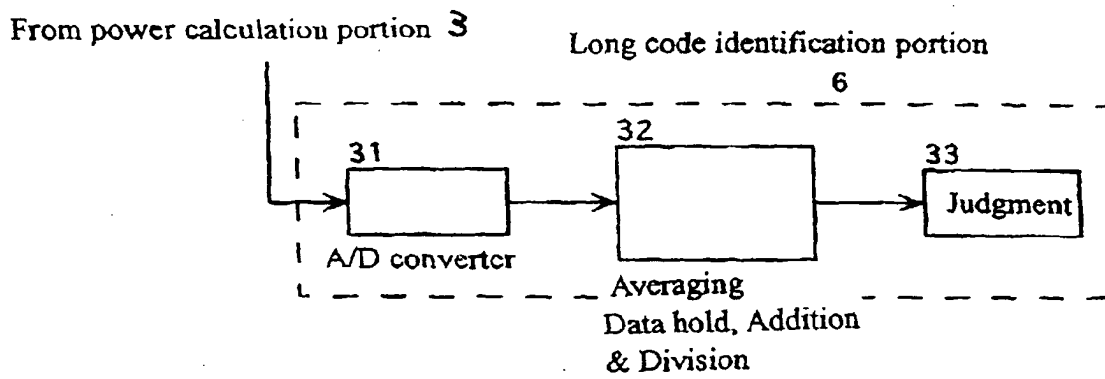 From power calculation portion 3
Long code identification portion
6
31
32
33
Judgment
A/D converter
Averaging
Data hold, Addition
& Division